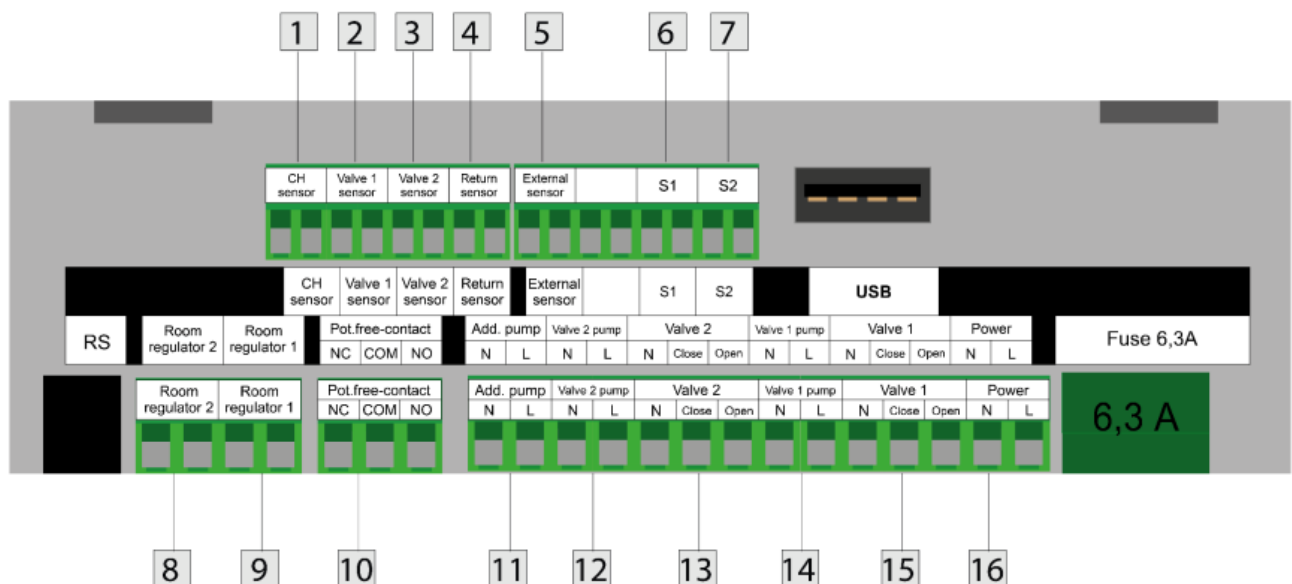 1 2 3 4 5 6 7
CH sensor Valve 1 sensor Valve 2 sensor Return sensor External sensor S1 S2
CH sensor Valve 1 sensor Valve 2 sensor Return sensor External sensor S1 S2 USB
RS Room regulator 2 Room regulator 1 Pot.free-contact Add. pump Valve 2 pump Valve 2 Valve 1 pump Valve 1 Power Fuse 6,3A
NC COM NO N L N L N Close Open N L N Close Open N L
Room regulator 2 Room regulator 1 Pot.free-contact Add. pump Valve 2 pump Valve 2 Valve 1 pump Valve 1 Power
NC COM NO N L N L N Close Open N L N Close Open N L
6,3 A
8 9 10 11 12 13 14 15 16